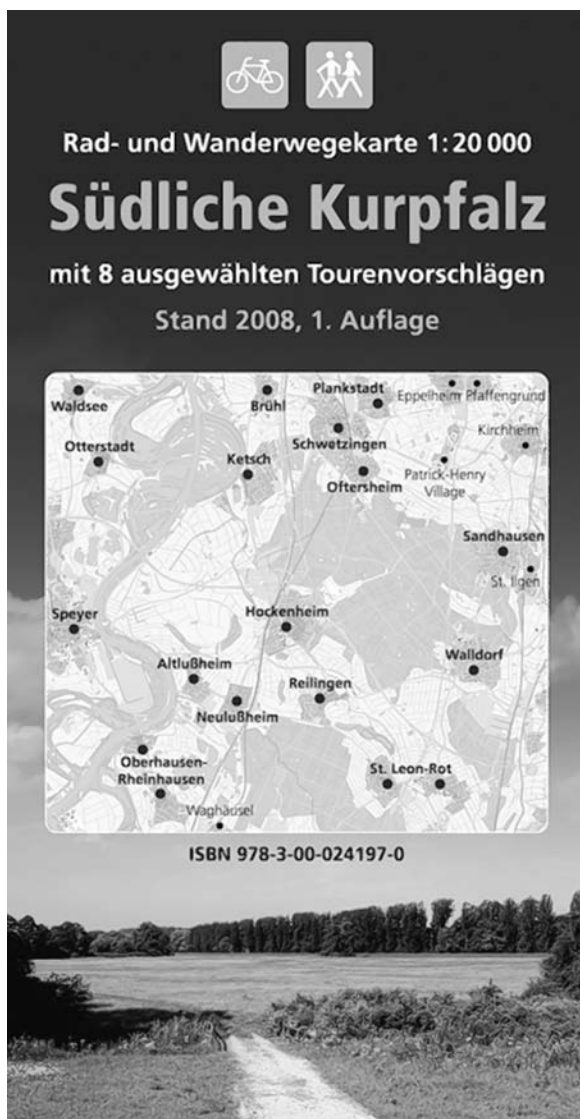 Rad- und Wanderwegekarte 1:20 000
Südliche Kurpfalz
mit 8 ausgewählten Tourenvorschlägen
Stand 2008, 1. Auflage
Waldsee
Brühl
Plankstadt
Eppelheim Pfaffengrund
Kirchheim
Otterstadt
Schwetzingen
Ketsch
Oftersheim
Patrick-Henry
Village
Sandhausen
St. Ilgen
Speyer
Hockenheim
Walldorf
Altlußheim
Reilingen
Neulußheim
Oberhausen-
Rheinhausen
St. Leon-Rot
Waghäusel
ISBN 978-3-00-024197-0